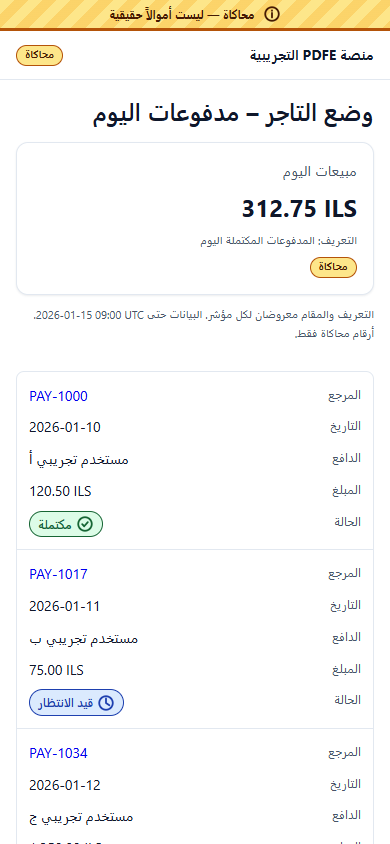 محاكاة — ليست أموالاً حقيقية
منصة PDFE التجريبية
محاكاة
وضع التاجر – مدفوعات اليوم
مبيعات اليوم
312.75 ILS
التعريف: المدفوعات المكتملة اليوم
محاكاة
التعريف والمقام معروضان لكل مؤشر. البيانات حتى 2026-01-15 09:00 UTC.
أرقام محاكاة فقط.
المرجع PAY-1000
التاريخ 2026-01-10
الدافع مستخدم تجريبي أ
المبلغ 120.50 ILS
الحالة مكتملة
المرجع PAY-1017
التاريخ 2026-01-11
الدافع مستخدم تجريبي ب
المبلغ 75.00 ILS
الحالة قيد الانتظار
المرجع PAY-1034
التاريخ 2026-01-12
الدافع مستخدم تجريبي ج